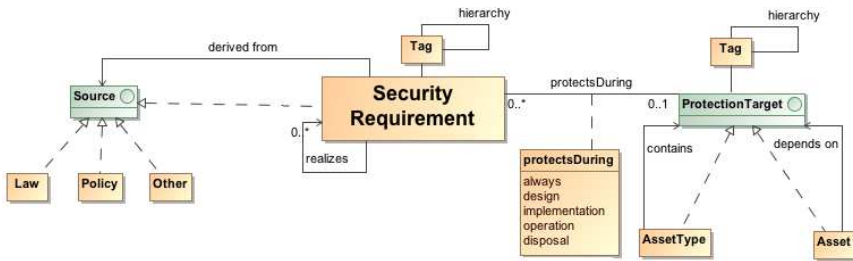 hierarchy
hierarchy
derived from
Tag
Tag
protectsDuring
Source
Security
Requirement
0..*
0..1
ProtectionTarget
0..*
realizes
contains
depends on
protectsDuring
always
design
implementation
operation
disposal
Law
Policy
Other
AssetType
Asset